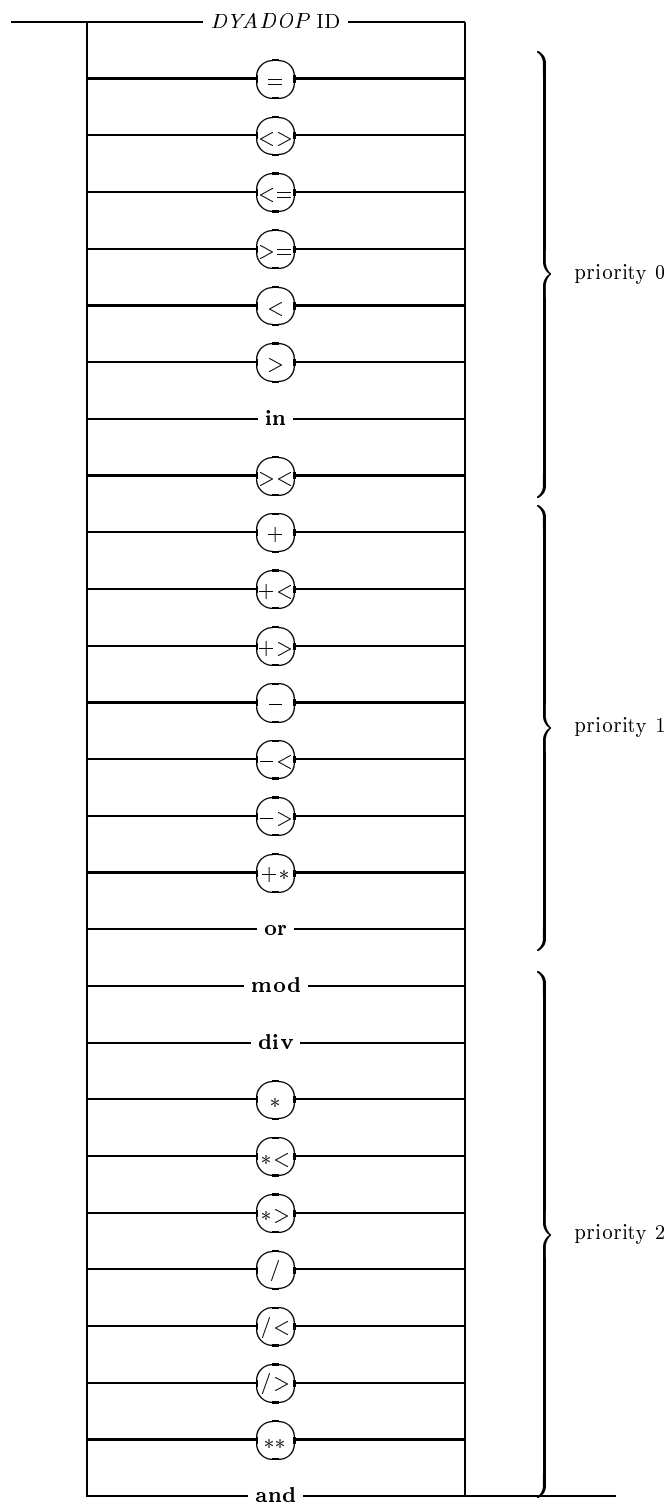 DYADOP ID
=
<>
<=
>=
<
priority 0
>
in
><
+
+<
+>
−
priority 1
−<
−>
+*
or
mod
div
*
*<
*>
priority 2
/
/<
/>
**
and